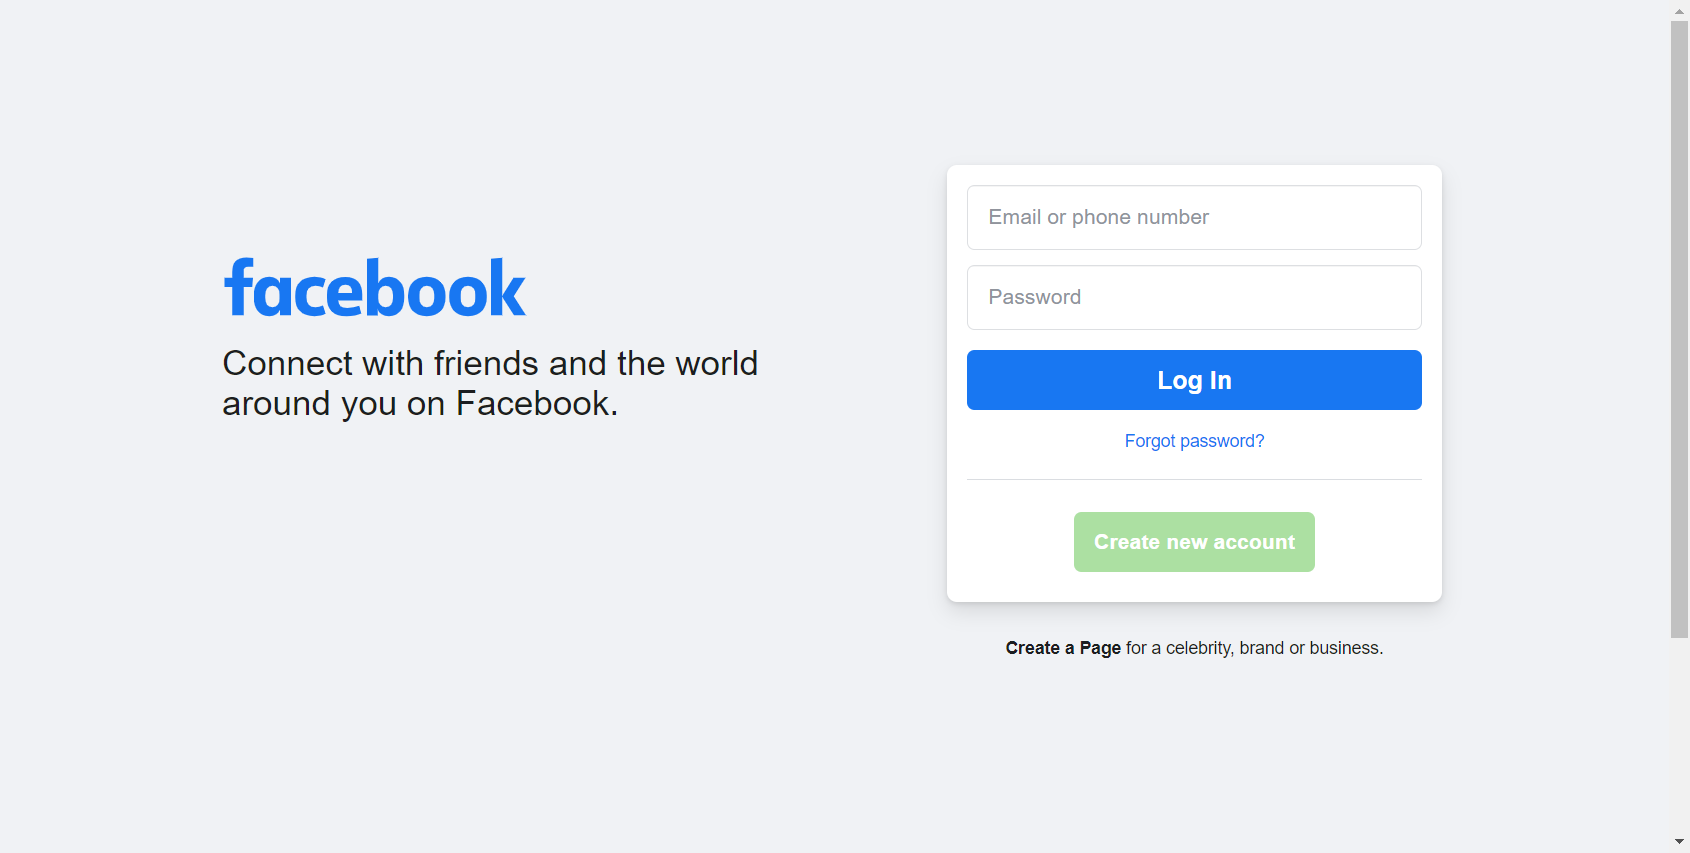 facebook
Connect with friends and the world
around you on Facebook.
Email or phone number
Password
Log In
Forgot password?
Create new account
Create a Page for a celebrity, brand or business.